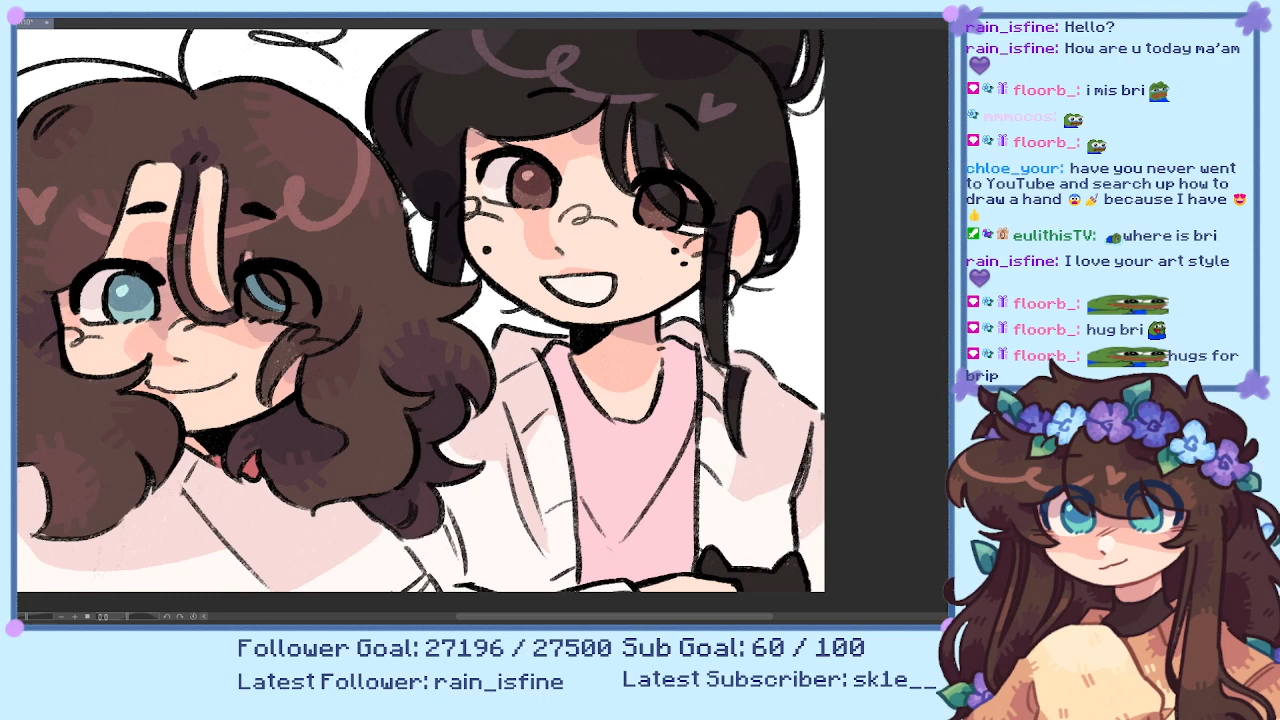 rain_isfine: Hello?
rain_isfine: How are u today ma'am
floorb_: i mis bri
mmmocos:
floorb_:
chloe_your: have you never went
to YouTube and search up how to
draw a hand because I have
eulithisTV: where is bri
rain_isfine: I love your art style
floorb_:
floorb_: hug bri
floorb_: hugs for
brip
0.0
Follower Goal: 27196 / 27500 Sub Goal: 60 / 100
Latest Follower: rain_isfine
Latest Subscriber: sk1e__